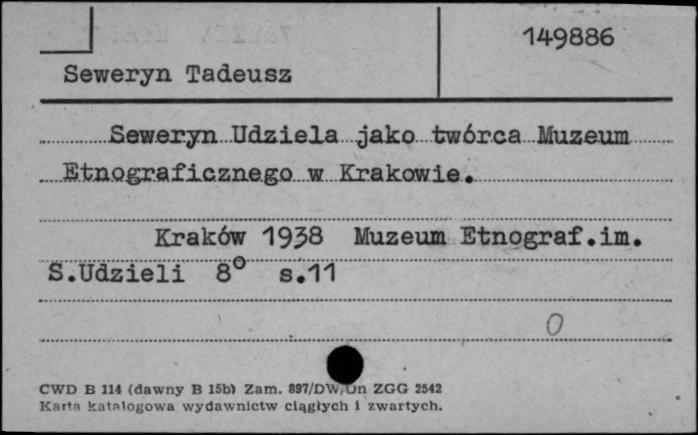 149886
Seweryn Tadeusz
Seweryn Udziela jako twórca Muzeum
Etnograficznego w Krakowie.
Kraków 1938 Muzeum Etnograf.im.
S.Udzieli 8° s.11
0
CWD B 114 (dawny B 15b) Zam. 897/DW/Un ZGG 2542
Karta katalogowa wydawnictw ciągłych i zwartych.